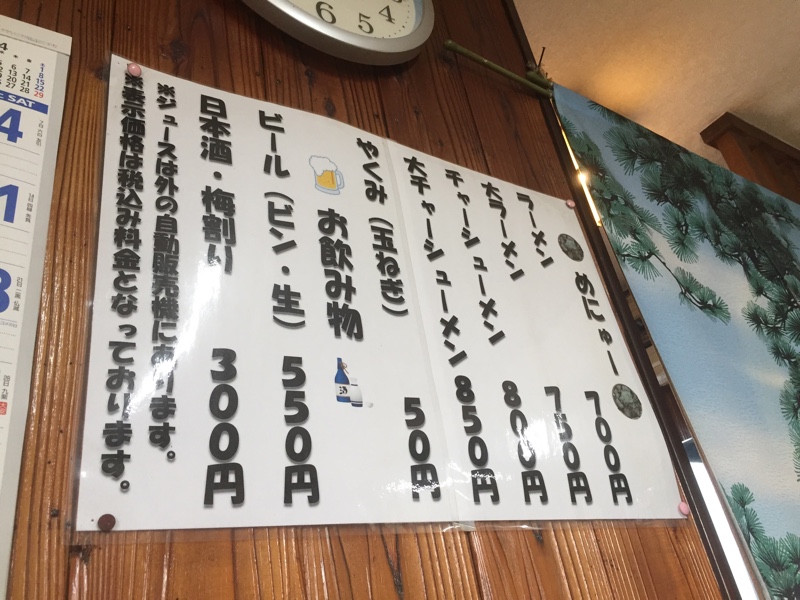 めにゅー
ラーメン 700円
大ラーメン 750円
チャーシューメン 800円
大チャーシューメン 850円
やくみ（玉ねぎ） 50円
お飲み物
ビール（ビン・生） 550円
日本酒・梅割り 300円
※ジュースは外の自動販売機にあります。
※表示価格は税込み料金となっております。
6 5 4
SAT